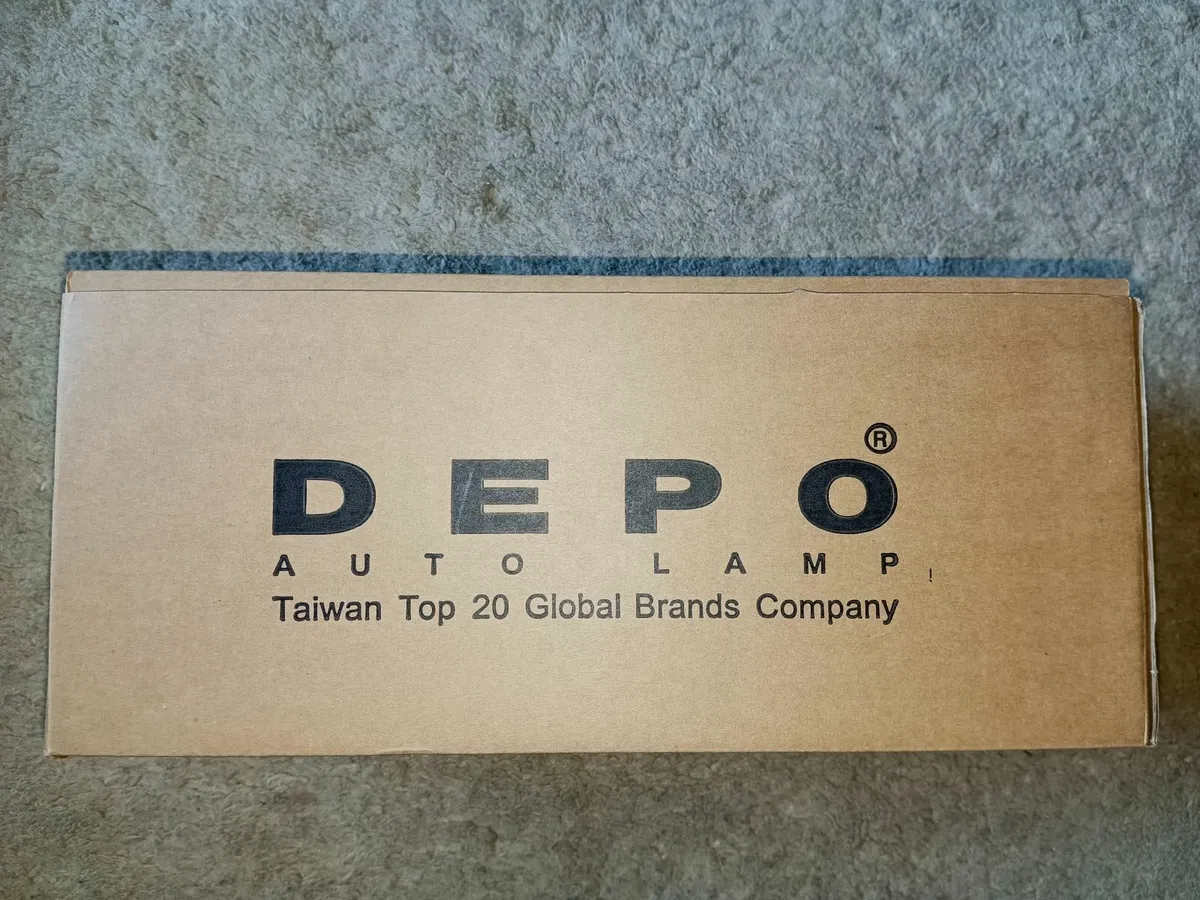 DEPO®
AUTO LAMP
Taiwan Top 20 Global Brands Company